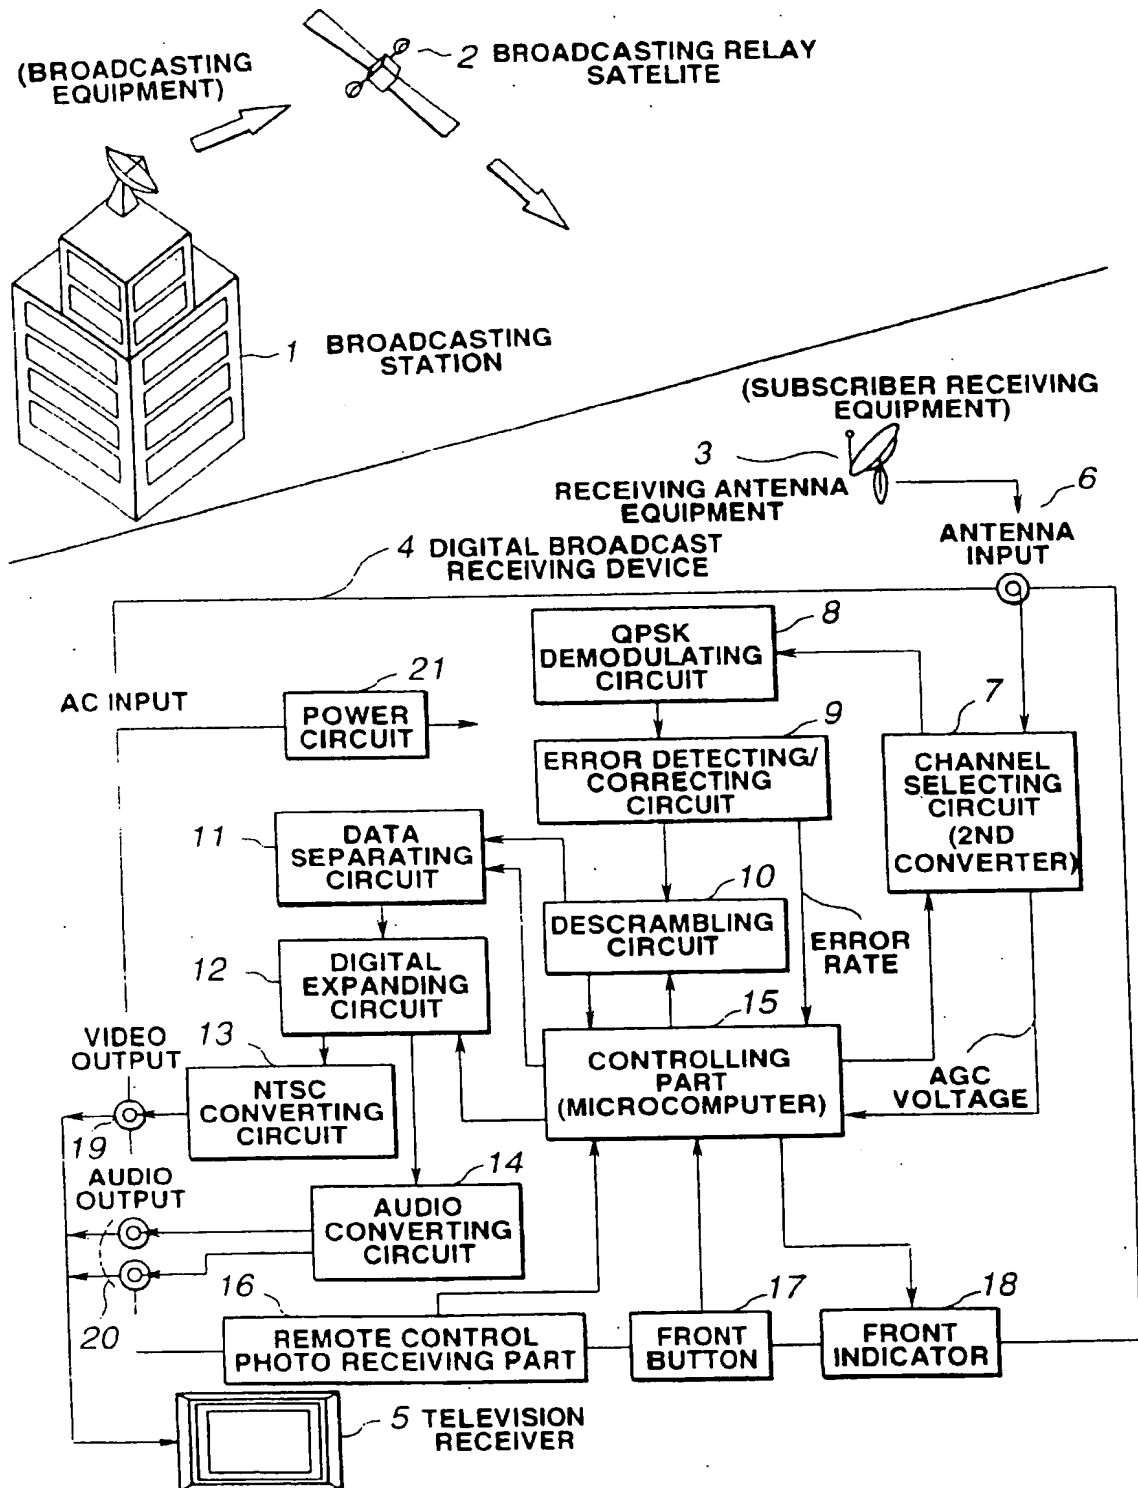 (BROADCASTING
EQUIPMENT)
2 BROADCASTING RELAY
SATELITE
1 BROADCASTING
STATION
(SUBSCRIBER RECEIVING
EQUIPMENT)
3
RECEIVING ANTENNA
EQUIPMENT
6
ANTENNA
INPUT
4 DIGITAL BROADCAST
RECEIVING DEVICE
8
QPSK
DEMODULATING
CIRCUIT
AC INPUT
21
POWER
CIRCUIT
7
CHANNEL
SELECTING
CIRCUIT
(2ND
CONVERTER)
9
ERROR DETECTING/
CORRECTING
CIRCUIT
11
DATA
SEPARATING
CIRCUIT
10
DESCRAMBLING
CIRCUIT
ERROR
RATE
12
DIGITAL
EXPANDING
CIRCUIT
15
CONTROLLING
PART
(MICROCOMPUTER)
AGC
VOLTAGE
VIDEO
OUTPUT
13
NTSC
CONVERTING
CIRCUIT
19
AUDIO
OUTPUT
14
AUDIO
CONVERTING
CIRCUIT
20
16
REMOTE CONTROL
PHOTO RECEIVING PART
17
FRONT
BUTTON
18
FRONT
INDICATOR
5 TELEVISION
RECEIVER